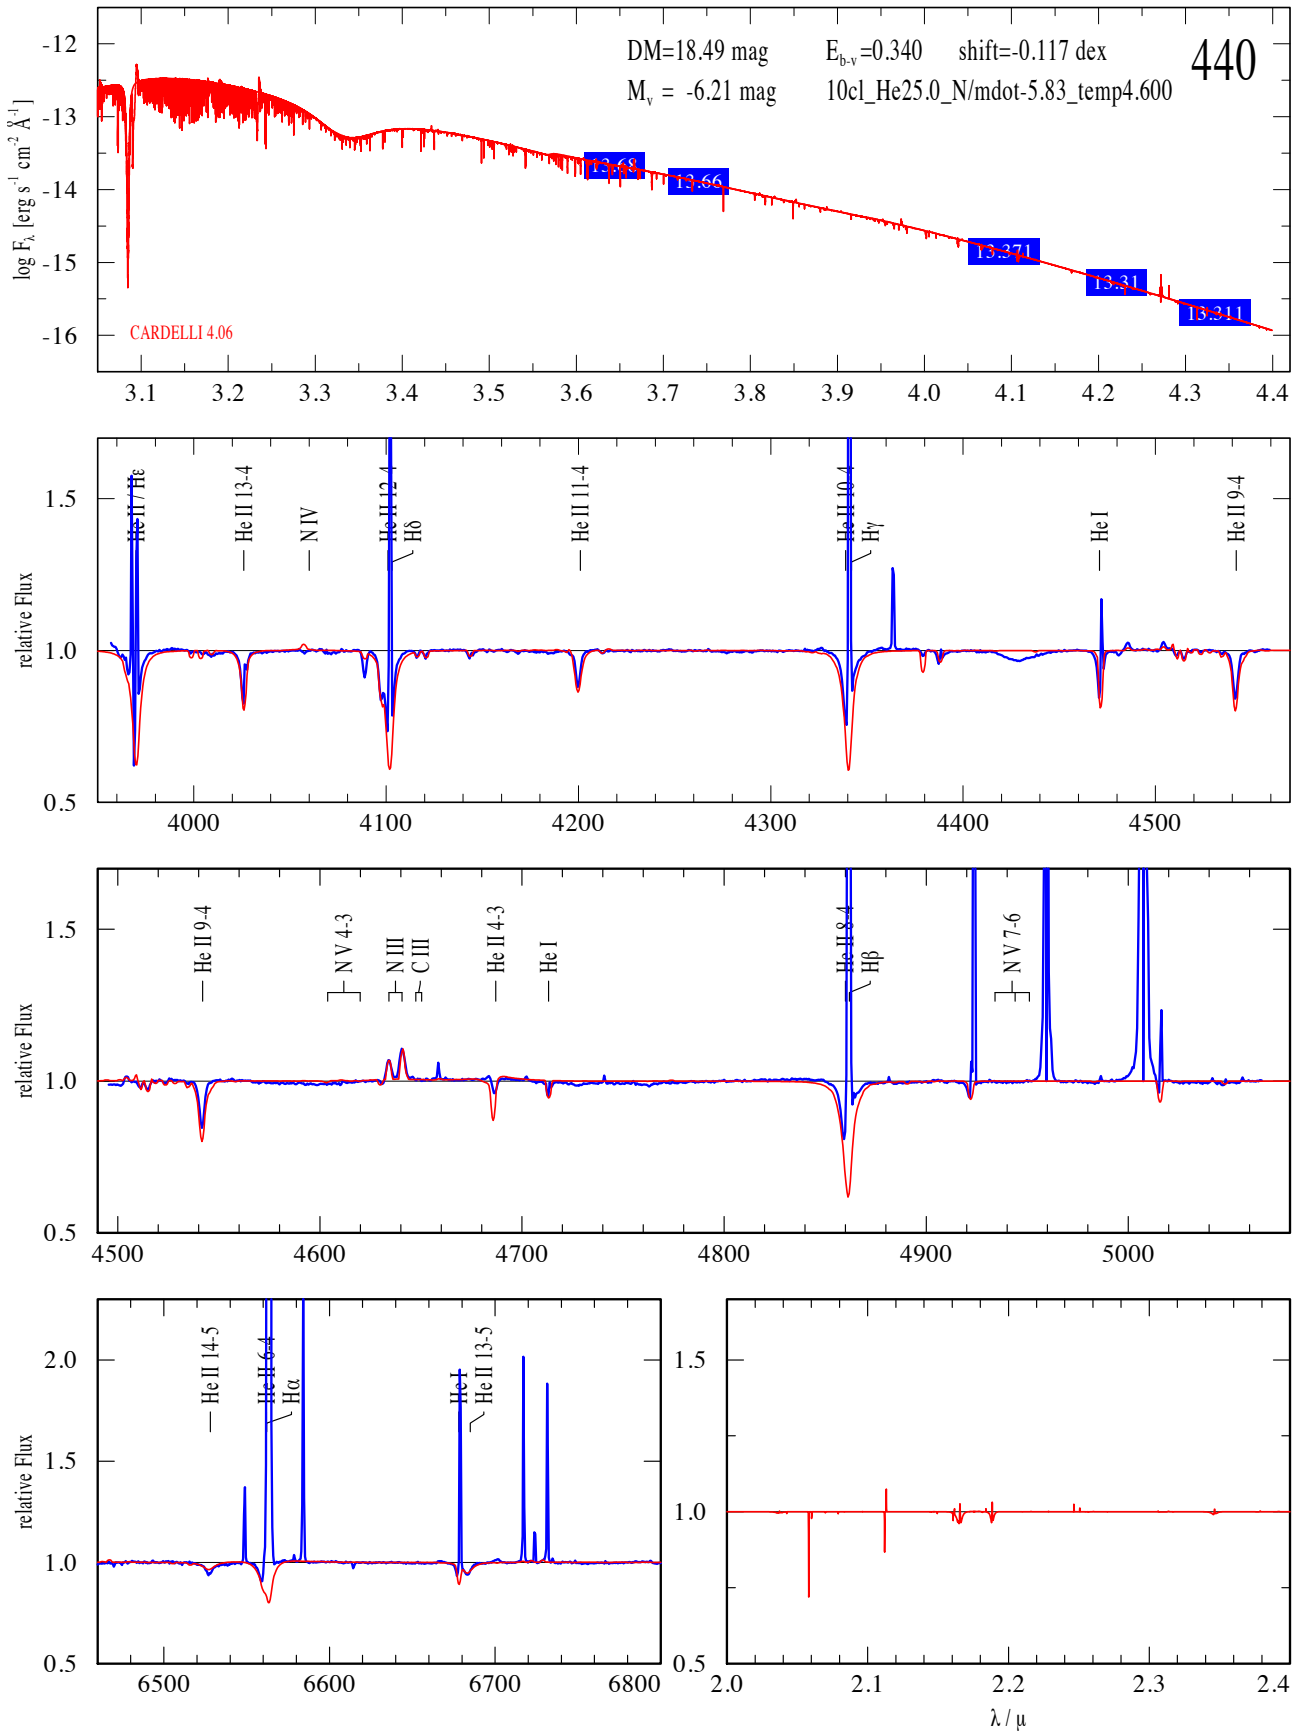 DM=18.49 mag E_b-v=0.340 shift=-0.117 dex 440
M_v = -6.21 mag 10cl_He25.0_N/mdot-5.83_temp4.600
log F_λ [erg s⁻¹ cm⁻² Å⁻¹]
-12
-13
-14
-15
-16
13.68
13.66
13.371
13.31
13.311
CARDELLI 4.06
3.1 3.2 3.3 3.4 3.5 3.6 3.7 3.8 3.9 4.0 4.1 4.2 4.3 4.4
relative Flux
1.5
1.0
0.5
He II / Hε
He II 13-4
N IV
He II 12-4
Hδ
He II 11-4
He II 10-4
Hγ
He I
He II 9-4
4000 4100 4200 4300 4400 4500
relative Flux
1.5
1.0
0.5
He II 9-4
N V 4-3
N III
C III
He II 4-3
He I
He II 8-4
Hβ
N V 7-6
4500 4600 4700 4800 4900 5000
relative Flux
2.0
1.5
1.0
0.5
He II 14-5
He II 6-4
Hα
He I
He II 13-5
6500 6600 6700 6800
1.5
1.0
0.5
2.0 2.1 2.2 2.3 2.4
λ / μ